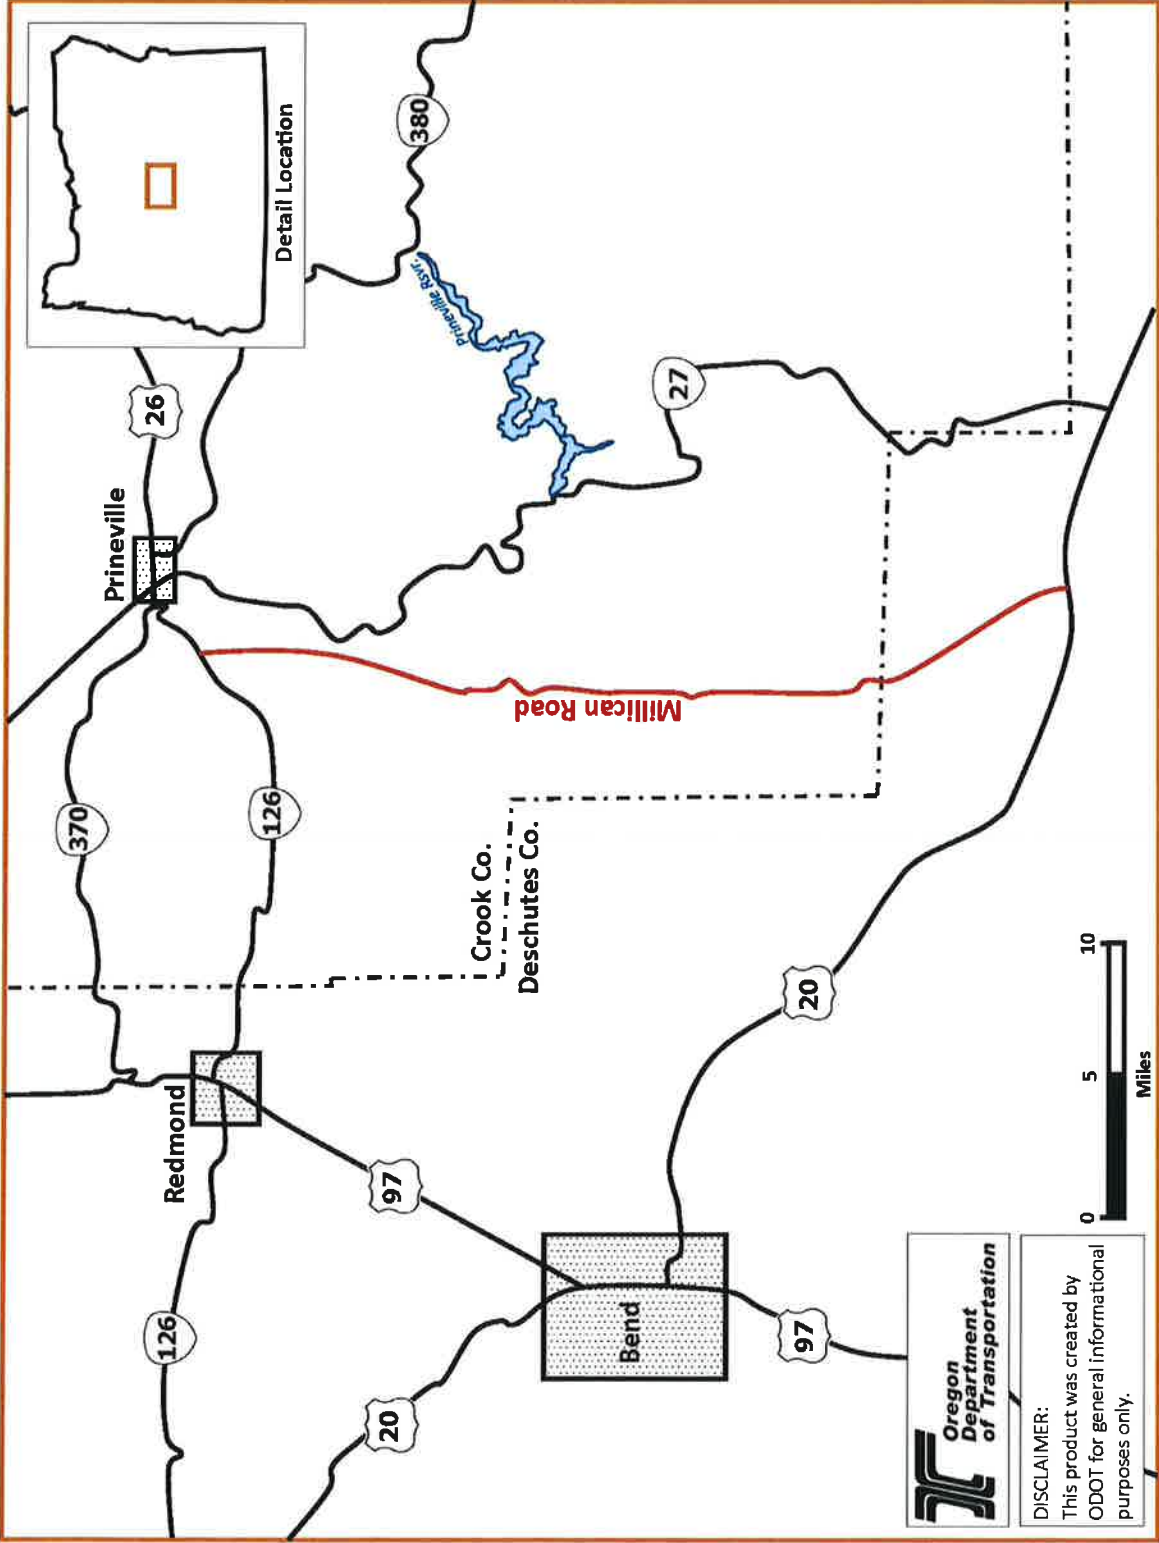 Detail Location
26
380
Prineville
Prineville Rsvr.
370
126
27
Millican Road
Crook Co.
Deschutes Co.
Redmond
126
97
20
20
Bend
97
0
5
10
Miles
Oregon
Department
of Transportation
DISCLAIMER:
This product was created by
ODOT for general informational
purposes only.